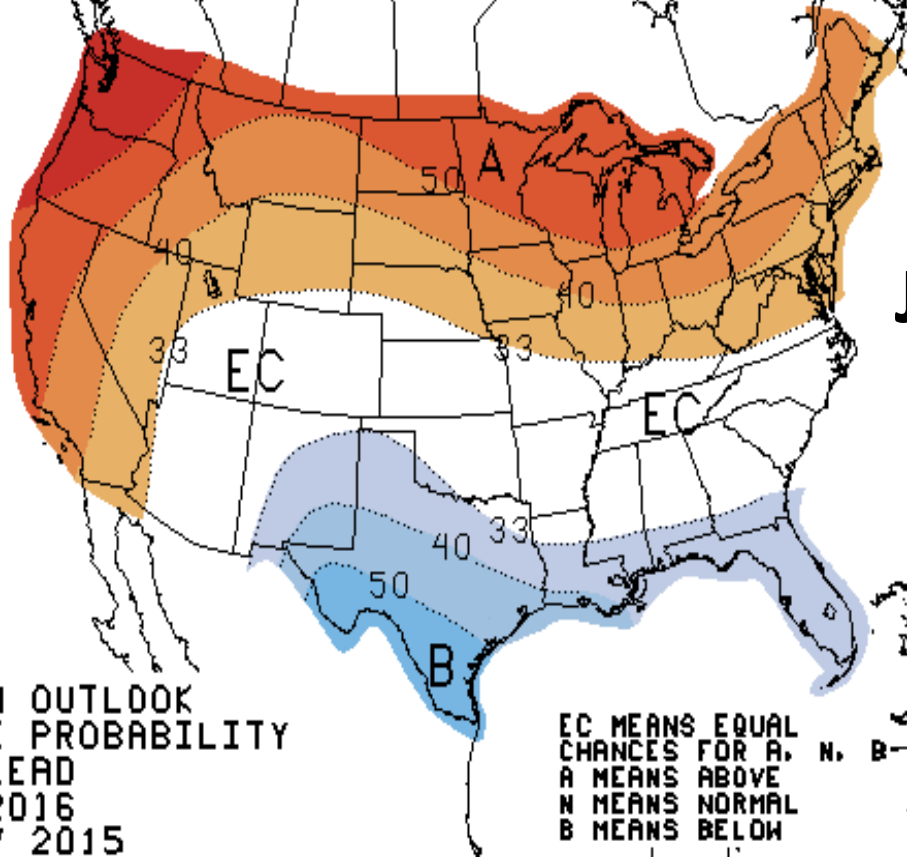 A
50
40
40
33
33
EC
EC
33
40
50
B
OUTLOOK
PROBABILITY
LEAD
2016
2015
EC MEANS EQUAL
CHANCES FOR A, N, B
A MEANS ABOVE
N MEANS NORMAL
B MEANS BELOW